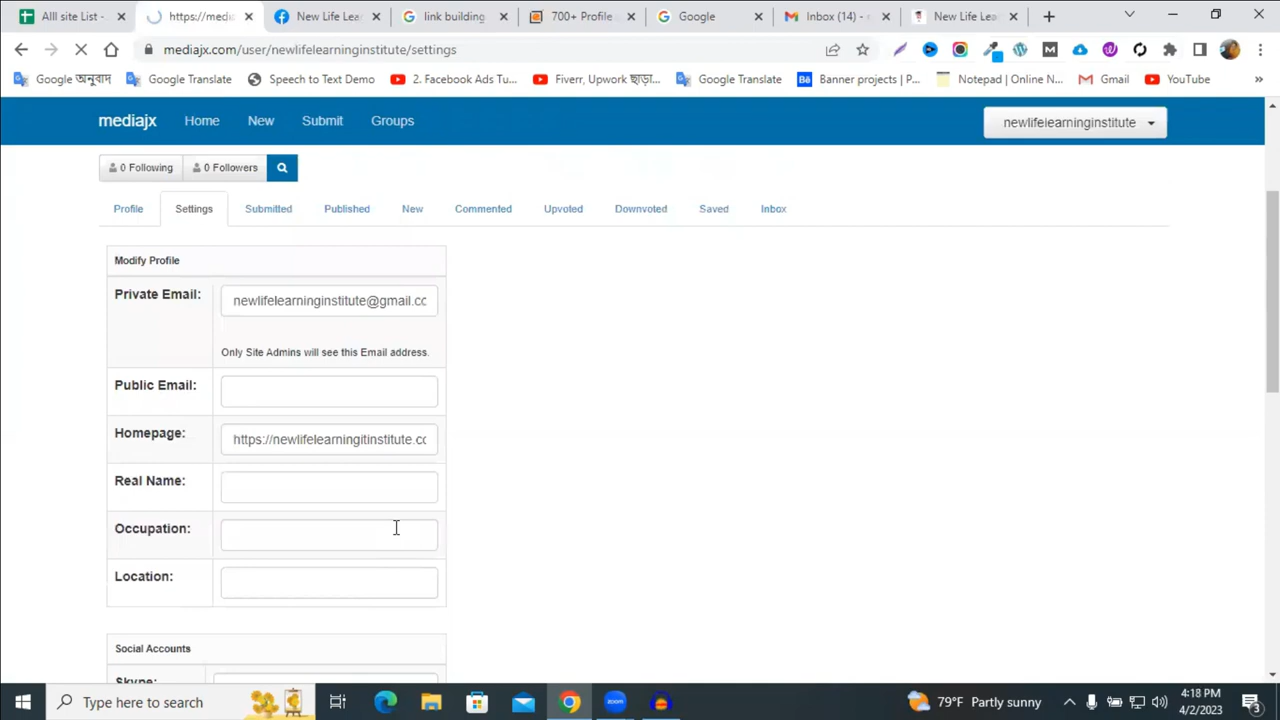 Alll site List -
https://medi
New Life Lea
link building
700+ Profile
Google
Inbox (14) -
New Life Lea
mediajx.com/user/newlifelearninginstitute/settings
Google অনুবাদ
Google Translate
Speech to Text Demo
2. Facebook Ads Tu...
Fiverr, Upwork ছাড়া...
Google Translate
Banner projects | P...
Notepad | Online N...
Gmail
YouTube
mediajx
Home
New
Submit
Groups
newlifelearninginstitute
0 Following
0 Followers
Profile
Settings
Submitted
Published
New
Commented
Upvoted
Downvoted
Saved
Inbox
Modify Profile
Private Email:
newlifelearninginstitute@gmail.cc
Only Site Admins will see this Email address.
Public Email:
Homepage:
https://newlifelearningitinstitute.cc
Real Name:
Occupation:
Location:
Social Accounts
Skype:
Type here to search
zoom
79°F Partly sunny
4:18 PM
4/2/2023
3